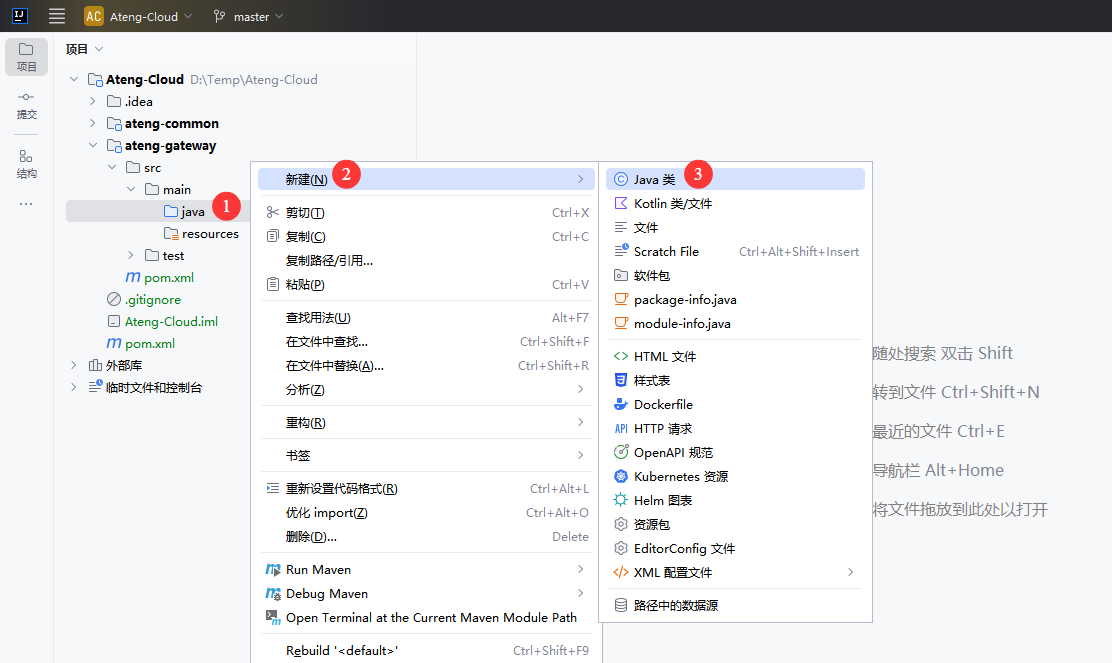 AC Ateng-Cloud master
项目
项目
提交
结构
Ateng-Cloud D:\Temp\Ateng-Cloud
.idea
ateng-common
ateng-gateway
src
main
java 1
resources
test
pom.xml
.gitignore
Ateng-Cloud.iml
pom.xml
外部库
临时文件和控制台
新建(N) 2
剪切(T) Ctrl+X
复制(C) Ctrl+C
复制路径/引用...
粘贴(P) Ctrl+V
查找用法(U) Alt+F7
在文件中查找... Ctrl+Shift+F
在文件中替换(A)... Ctrl+Shift+R
分析(Z)
重构(R)
书签
重新设置代码格式(R) Ctrl+Alt+L
优化 import(Z) Ctrl+Alt+O
删除(D)... Delete
Run Maven
Debug Maven
Open Terminal at the Current Maven Module Path
Rebuild '<default>' Ctrl+Shift+F9
Java 类 3
Kotlin 类/文件
文件
Scratch File Ctrl+Alt+Shift+Insert
软件包
package-info.java
module-info.java
HTML 文件
样式表
Dockerfile
API HTTP 请求
OpenAPI 规范
Kubernetes 资源
Helm 图表
资源包
EditorConfig 文件
XML 配置文件
路径中的数据源
随处搜索 双击 Shift
转到文件 Ctrl+Shift+N
最近的文件 Ctrl+E
导航栏 Alt+Home
将文件拖放到此处以打开